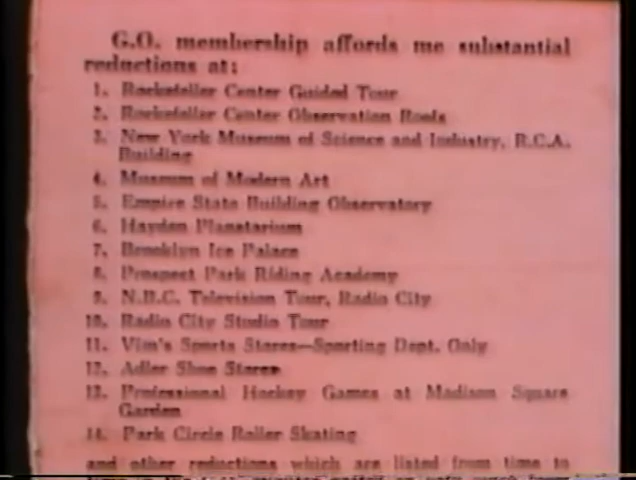 G.O. membership affords me substantial
reductions at:
1. Rockefeller Center Guided Tour
2. Rockefeller Center Observation Roofs
3. New York Museum of Science and Industry, R.C.A.
Building
4. Museum of Modern Art
5. Empire State Building Observatory
6. Hayden Planetarium
7. Brooklyn Ice Palace
8. Prospect Park Riding Academy
9. N.B.C. Television Tour, Radio City
10. Radio City Studio Tour
11. Vim's Sports Stores—Sporting Dept. Only
12. Adler Shoe Stores
13. Professional Hockey Games at Madison Square
Garden
14. Park Circle Roller Skating
and other reductions which are listed from time to